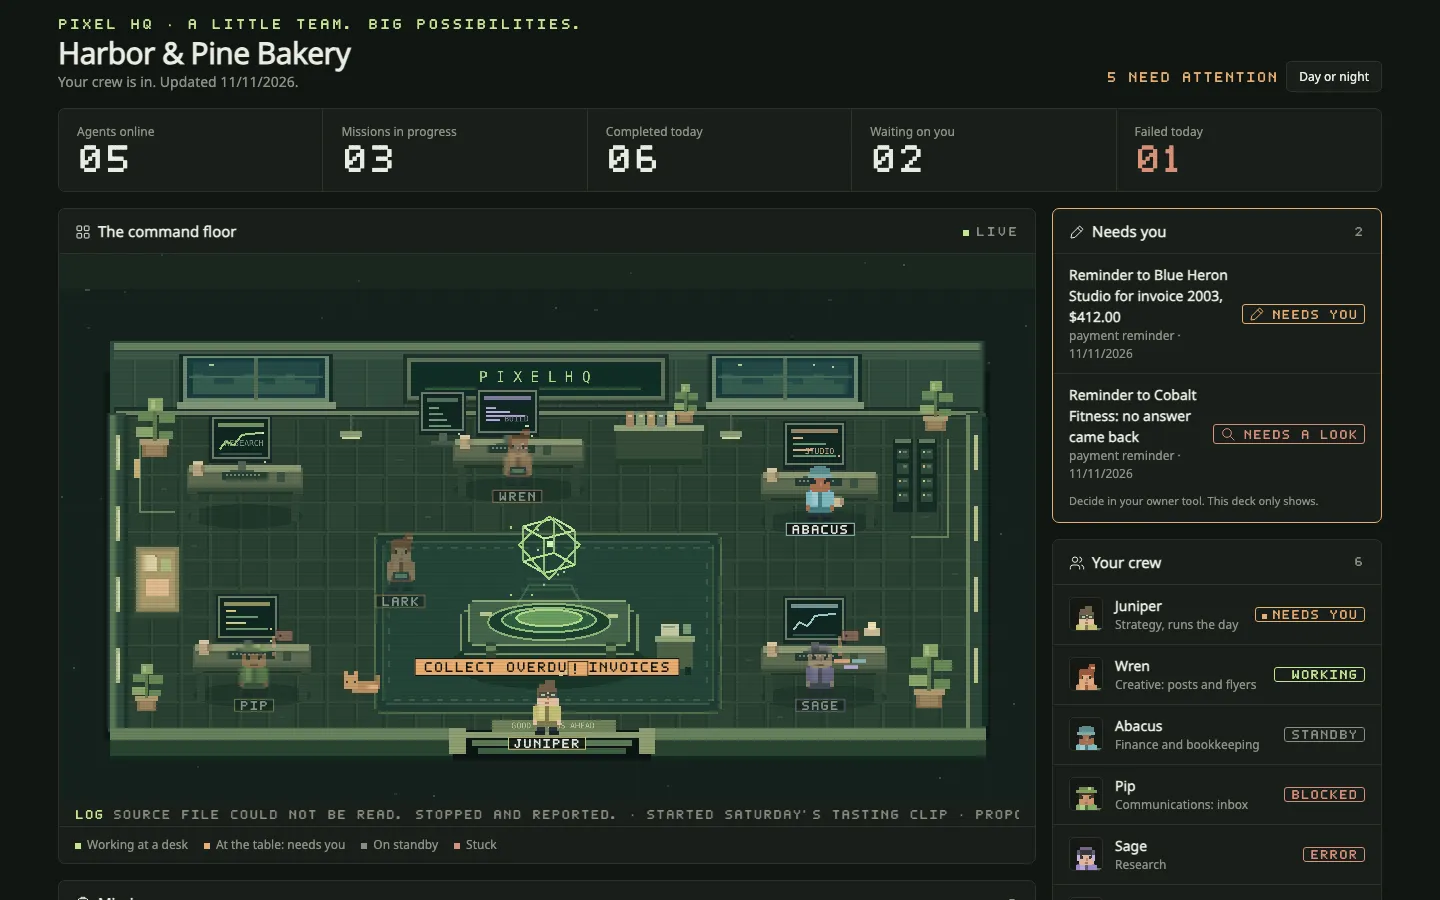 PIXEL HQ · A LITTLE TEAM. BIG POSSIBILITIES.
Harbor & Pine Bakery
Your crew is in. Updated 11/11/2026.
5 NEED ATTENTION
Day or night
Agents online
05
Missions in progress
03
Completed today
06
Waiting on you
02
Failed today
01
The command floor
LIVE
PIXELHQ
BUILD
RESEARCH
STUDIO
WREN
ABACUS
LARK
COLLECT OVERDU! INVOICES
PIP
SAGE
GOOD S AHEAD
JUNIPER
LOG SOURCE FILE COULD NOT BE READ. STOPPED AND REPORTED. · STARTED SATURDAY'S TASTING CLIP ·
Working at a desk
At the table: needs you
On standby
Stuck
Needs you
2
Reminder to Blue Heron
Studio for invoice 2003,
$412.00
payment reminder ·
11/11/2026
NEEDS YOU
Reminder to Cobalt
Fitness: no answer
came back
payment reminder ·
11/11/2026
NEEDS A LOOK
Decide in your owner tool. This deck only shows.
Your crew
6
Juniper
Strategy, runs the day
NEEDS YOU
Wren
Creative: posts and flyers
WORKING
Abacus
Finance and bookkeeping
STANDBY
Pip
Communications: inbox
BLOCKED
Sage
Research
ERROR